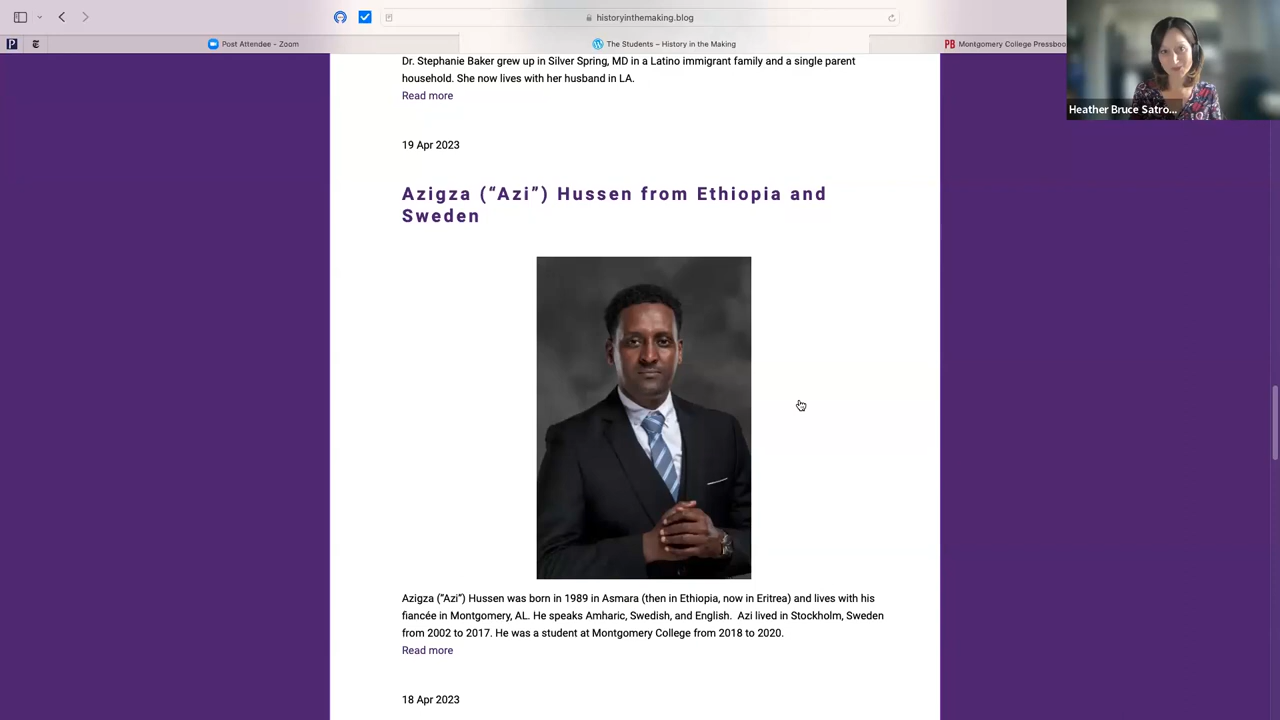 historyinthemaking.blog
Post Attendee - Zoom
The Students – History in the Making
PB Montgomery College Pressboo
Heather Bruce Satro...
Dr. Stephanie Baker grew up in Silver Spring, MD in a Latino immigrant family and a single parent
household. She now lives with her husband in LA.
Read more
19 Apr 2023
Azigza (“Azi”) Hussen from Ethiopia and
Sweden
Azigza (“Azi”) Hussen was born in 1989 in Asmara (then in Ethiopia, now in Eritrea) and lives with his
fiancée in Montgomery, AL. He speaks Amharic, Swedish, and English.  Azi lived in Stockholm, Sweden
from 2002 to 2017. He was a student at Montgomery College from 2018 to 2020.
Read more
18 Apr 2023